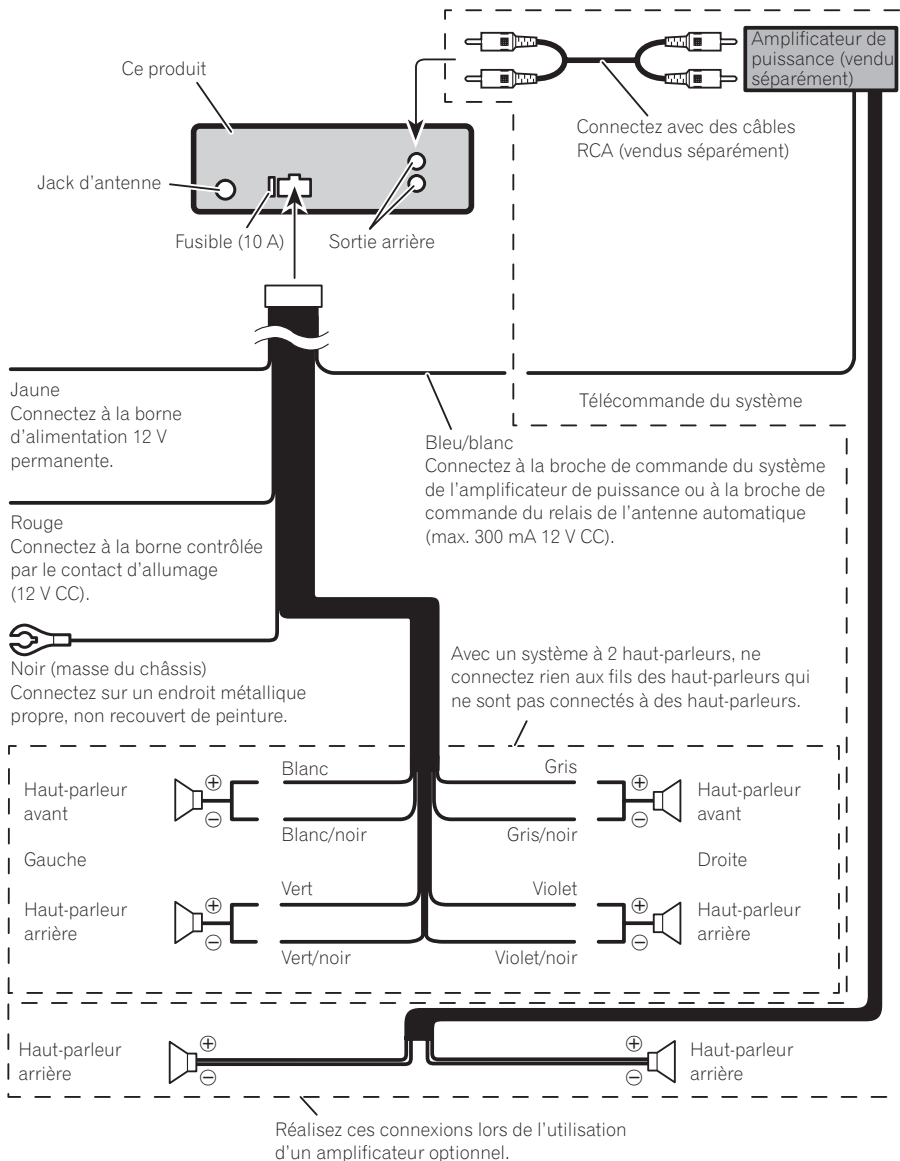 Amplificateur de
puissance (vendu
séparément)
Ce produit
Connectez avec des câbles
RCA (vendus séparément)
Jack d'antenne
Fusible (10 A)
Sortie arrière
Jaune
Connectez à la borne
d'alimentation 12 V
permanente.
Télécommande du système
Bleu/blanc
Connectez à la broche de commande du système
de l'amplificateur de puissance ou à la broche de
commande du relais de l'antenne automatique
(max. 300 mA 12 V CC).
Rouge
Connectez à la borne contrôlée
par le contact d'allumage
(12 V CC).
Noir (masse du châssis)
Connectez sur un endroit métallique
propre, non recouvert de peinture.
Avec un système à 2 haut-parleurs, ne
connectez rien aux fils des haut-parleurs qui
ne sont pas connectés à des haut-parleurs.
Haut-parleur
avant
⊕
⊖
Blanc
Blanc/noir
Gris
Gris/noir
⊕
⊖
Haut-parleur
avant
Gauche
Droite
Haut-parleur
arrière
⊕
⊖
Vert
Vert/noir
Violet
Violet/noir
⊕
⊖
Haut-parleur
arrière
Haut-parleur
arrière
⊕
⊖
⊕
⊖
Haut-parleur
arrière
Réalisez ces connexions lors de l'utilisation
d'un amplificateur optionnel.